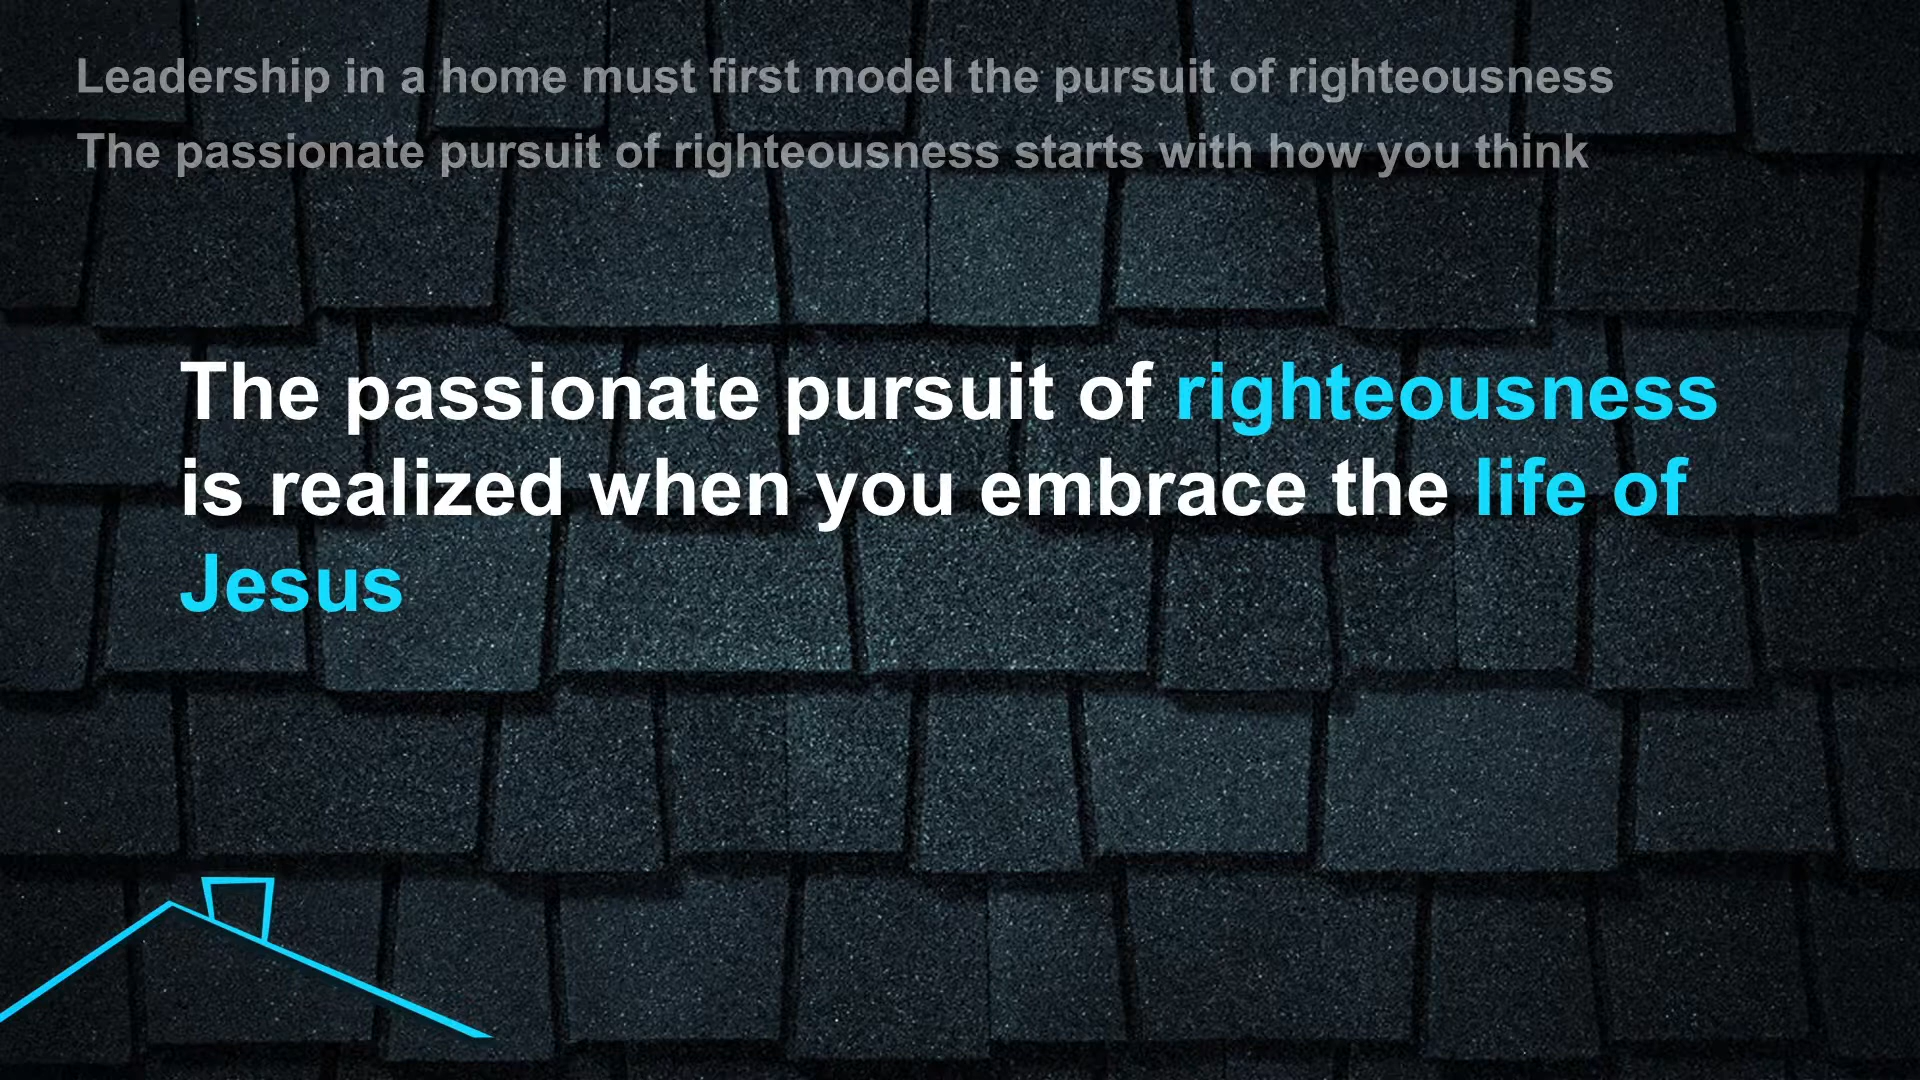 Leadership in a home must first model the pursuit of righteousness
The passionate pursuit of righteousness starts with how you think
The passionate pursuit of righteousness
is realized when you embrace the life of
Jesus